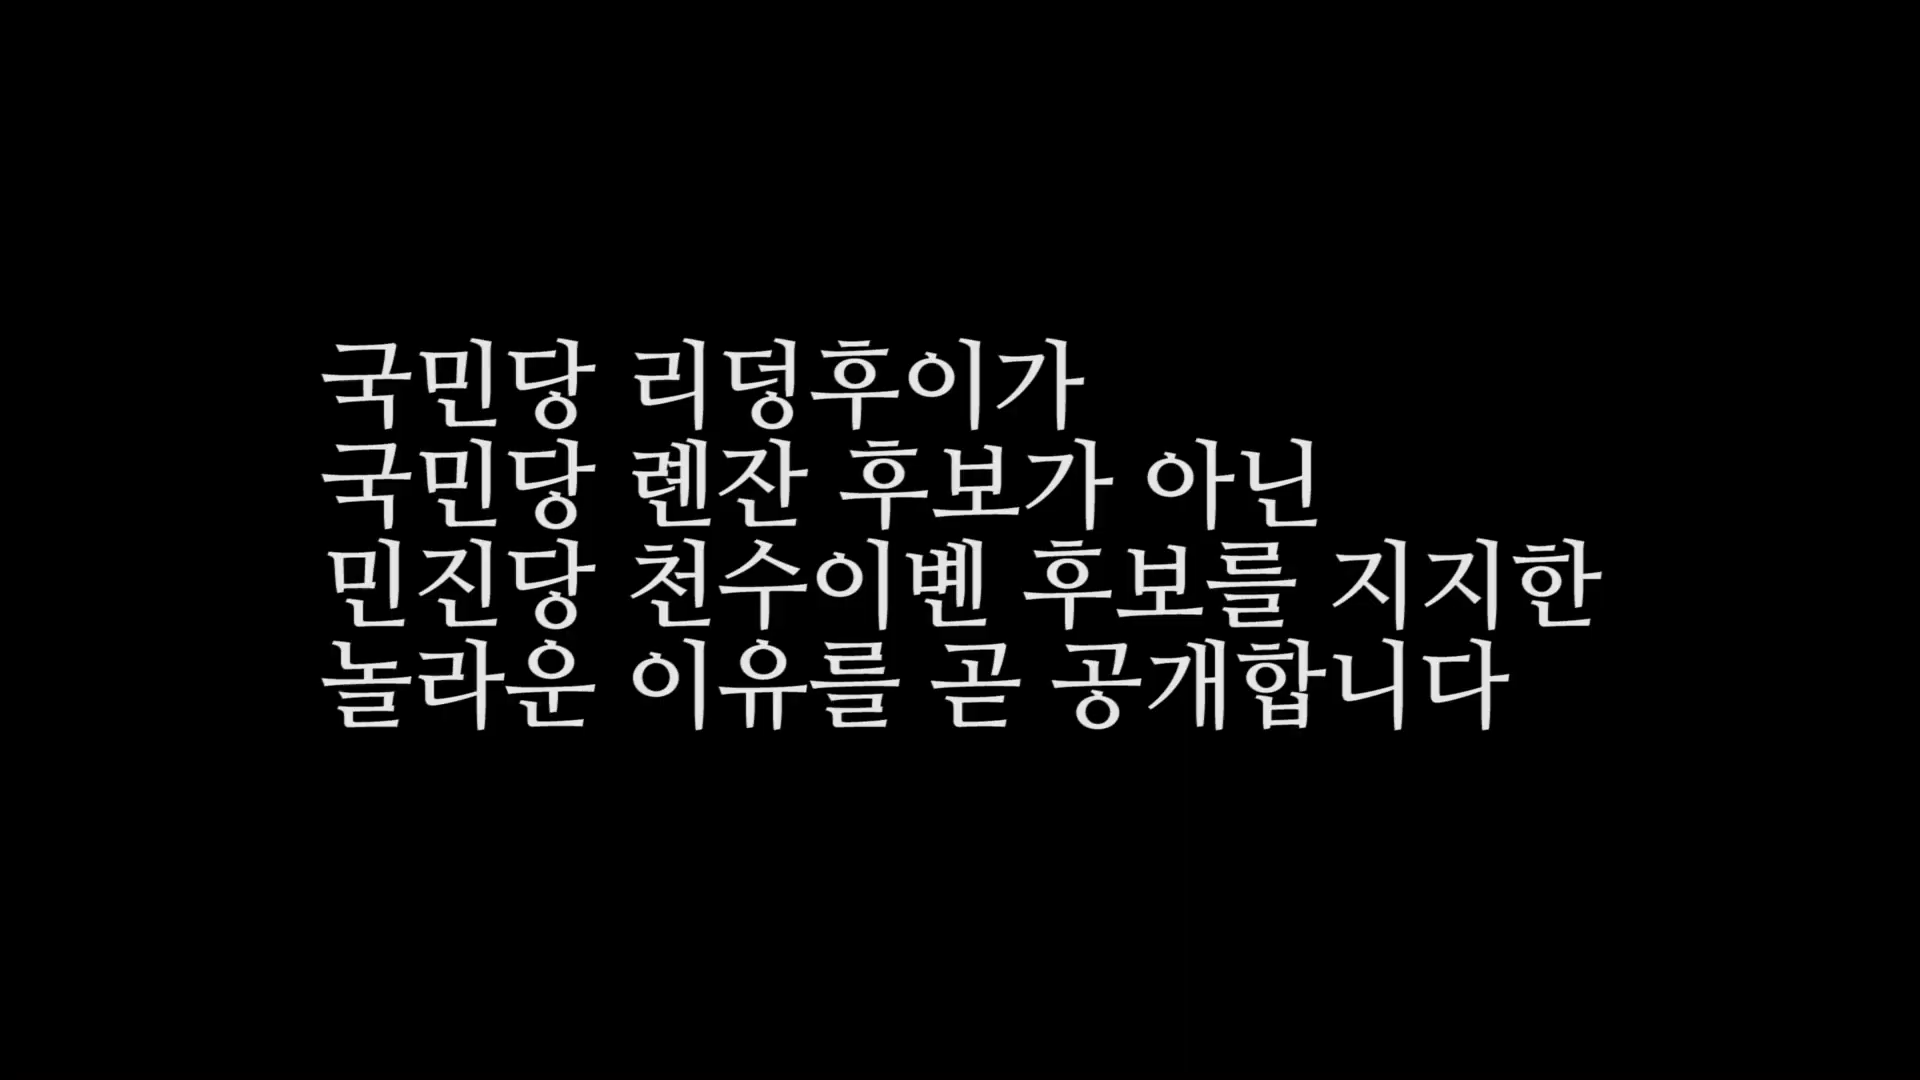 국민당 리덩후이가
국민당 롄잔 후보가 아닌
민진당 천수이볜 후보를 지지한
놀라운 이유를 곧 공개합니다